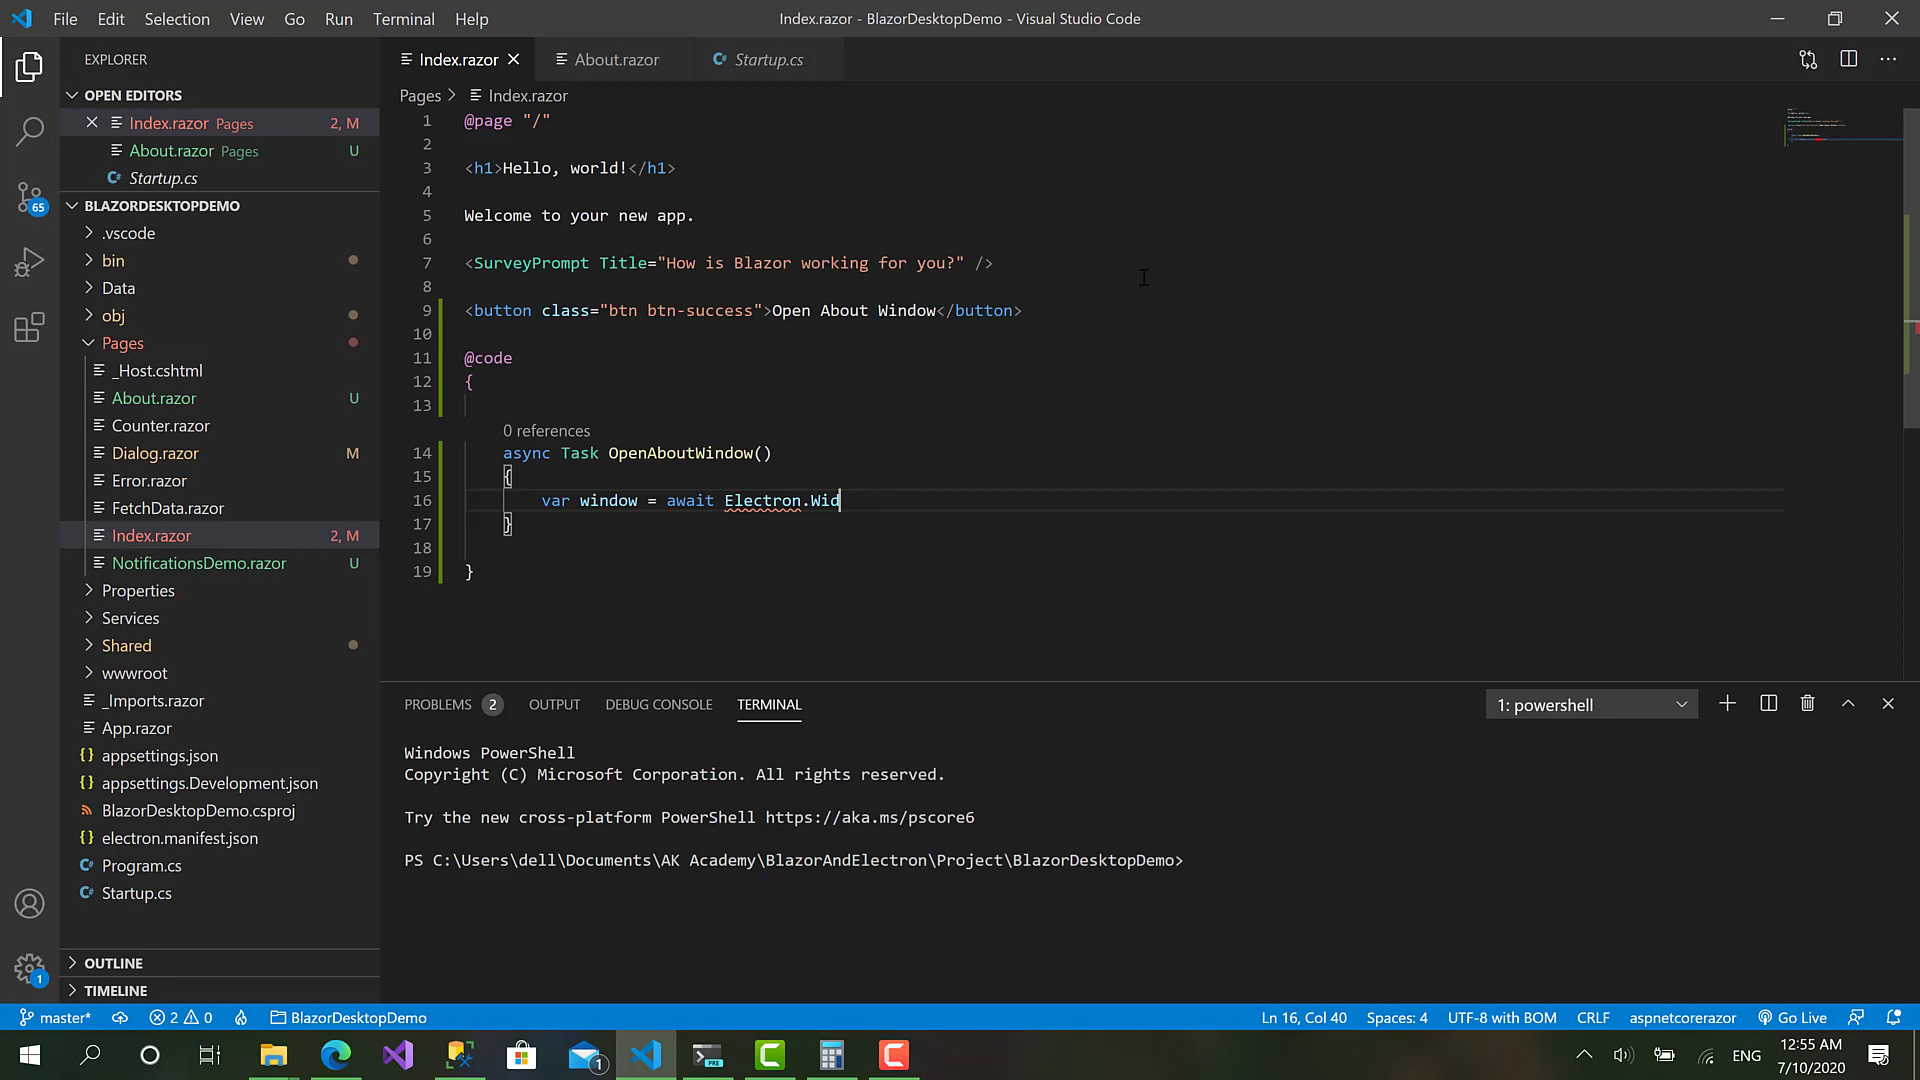 File Edit Selection View Go Run Terminal Help
Index.razor - BlazorDesktopDemo - Visual Studio Code
EXPLORER
OPEN EDITORS
Index.razor Pages 2, M
About.razor Pages U
Startup.cs
BLAZORDESKTOPDEMO
.vscode
bin
Data
obj
Pages
_Host.cshtml
About.razor U
Counter.razor
Dialog.razor M
Error.razor
FetchData.razor
Index.razor 2, M
NotificationsDemo.razor U
Properties
Services
Shared
wwwroot
_Imports.razor
App.razor
appsettings.json
appsettings.Development.json
BlazorDesktopDemo.csproj
electron.manifest.json
Program.cs
Startup.cs
OUTLINE
TIMELINE
65
1
Index.razor About.razor Startup.cs
Pages > Index.razor
1 @page "/"
2
3 <h1>Hello, world!</h1>
4
5 Welcome to your new app.
6
7 <SurveyPrompt Title="How is Blazor working for you?" />
8
9 <button class="btn btn-success">Open About Window</button>
10
11 @code
12 {
13
0 references
14 async Task OpenAboutWindow()
15 {
16 var window = await Electron.Wid
17 }
18
19 }
PROBLEMS 2 OUTPUT DEBUG CONSOLE TERMINAL
1: powershell
Windows PowerShell
Copyright (C) Microsoft Corporation. All rights reserved.
Try the new cross-platform PowerShell https://aka.ms/pscore6
PS C:\Users\dell\Documents\AK Academy\BlazorAndElectron\Project\BlazorDesktopDemo>
master* 2 0 BlazorDesktopDemo
Ln 16, Col 40 Spaces: 4 UTF-8 with BOM CRLF aspnetcorerazor Go Live
1
PRE
ENG
12:55 AM
7/10/2020